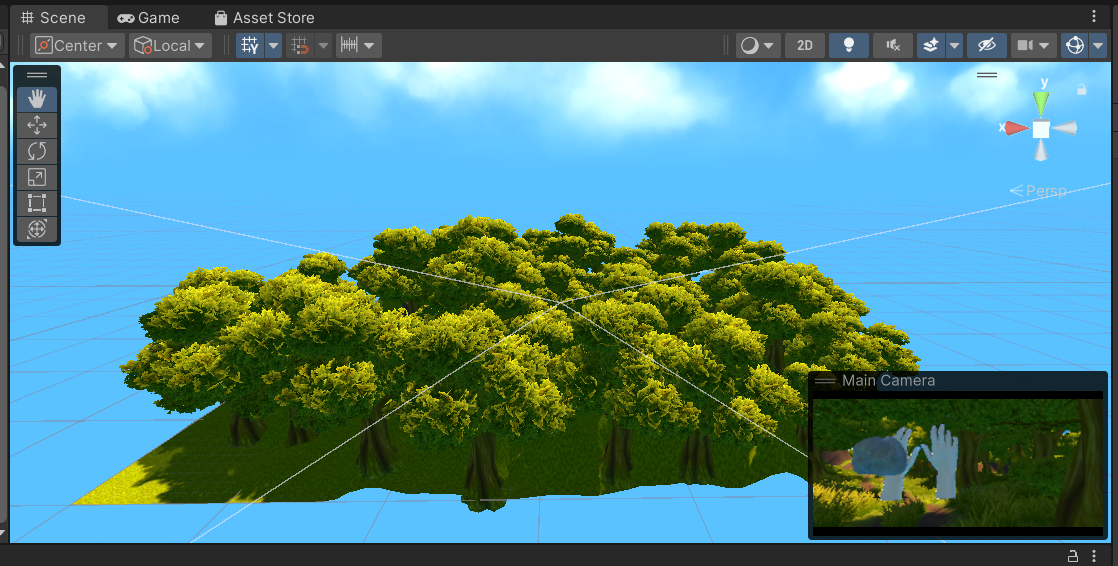 Scene Game Asset Store
Center Local 2D
y
x
Persp
Main Camera